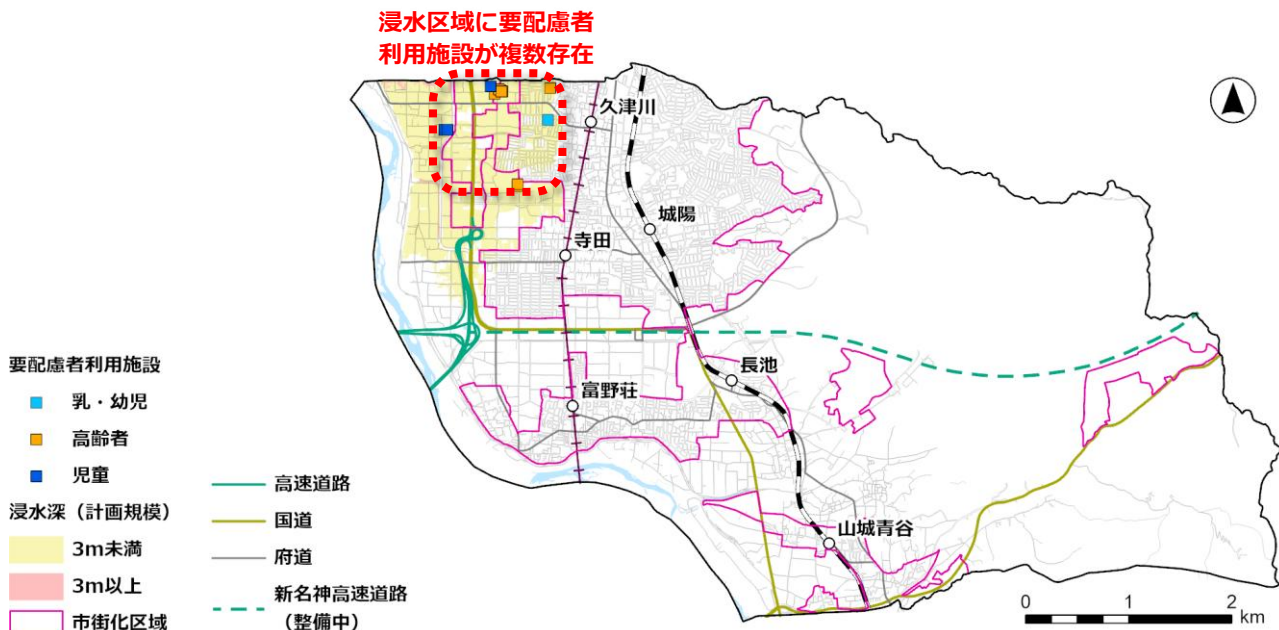 浸水区域に要配慮者
利用施設が複数存在
久津川
城陽
寺田
長池
富野荘
山城青谷
要配慮者利用施設
乳・幼児
高齢者
児童
浸水深（計画規模）
3m未満
3m以上
市街化区域
高速道路
国道
府道
新名神高速道路
（整備中）
0 1 2 km